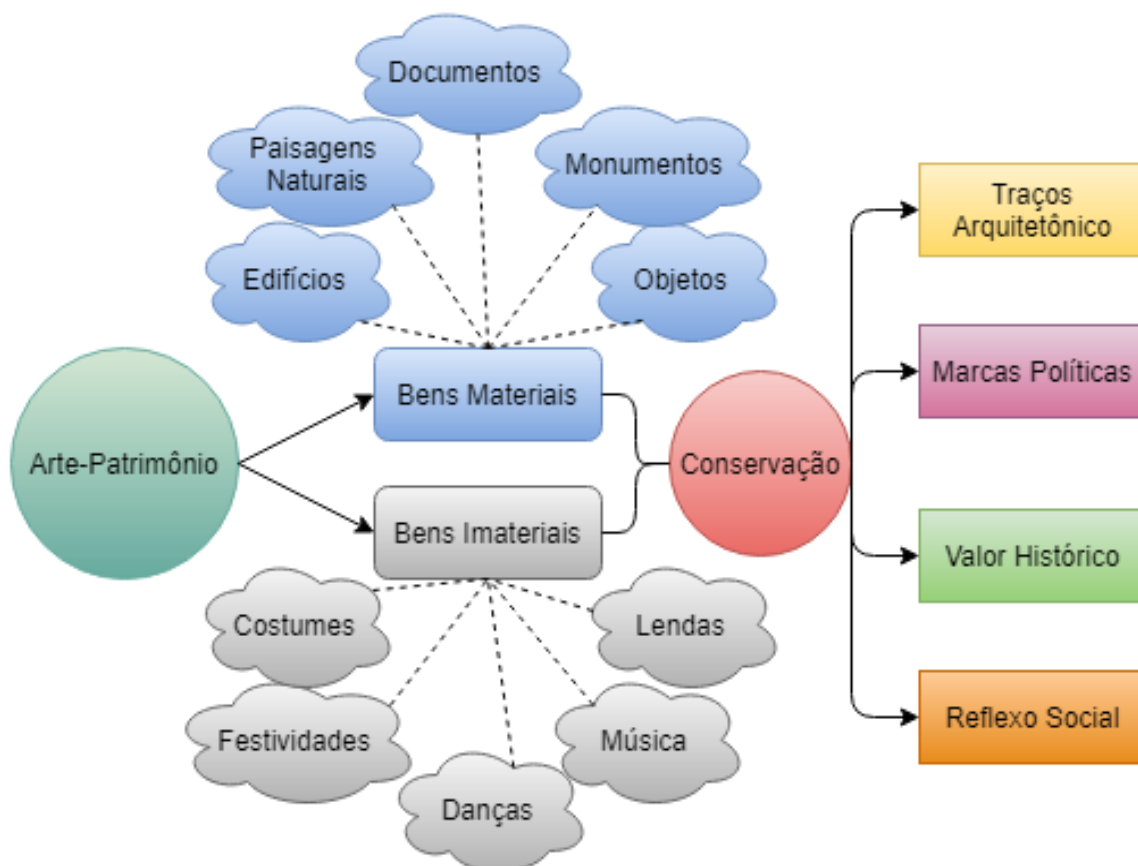 Documentos
Paisagens
Naturais
Monumentos
Edifícios
Objetos
Traços
Arquitetônico
Bens Materiais
Marcas Políticas
Arte-Patrimônio
Conservação
Bens Imateriais
Valor Histórico
Costumes
Lendas
Festividades
Música
Danças
Reflexo Social